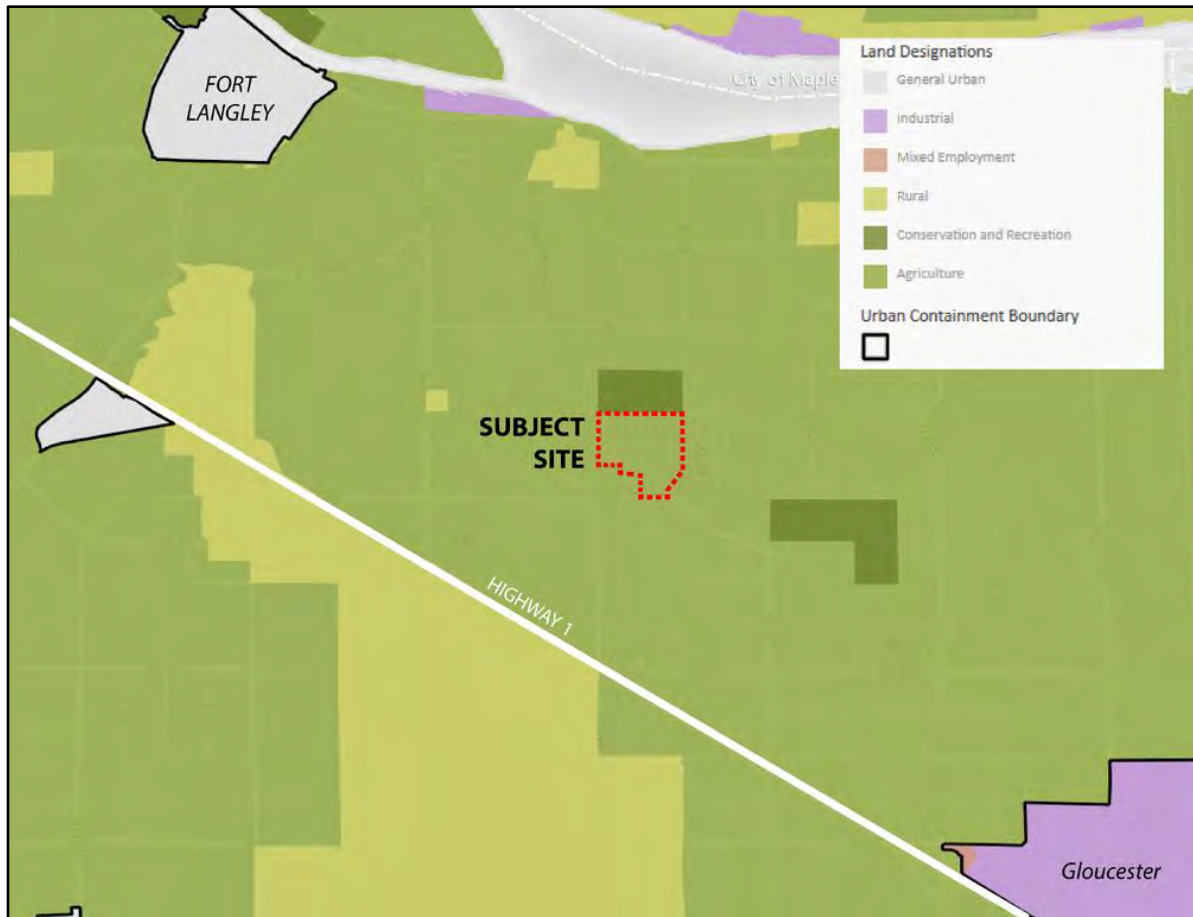 FORT
LANGLEY
City of Maple
Land Designations
General Urban
Industrial
Mixed Employment
Rural
Conservation and Recreation
Agriculture
Urban Containment Boundary
SUBJECT
SITE
HIGHWAY 1
Gloucester